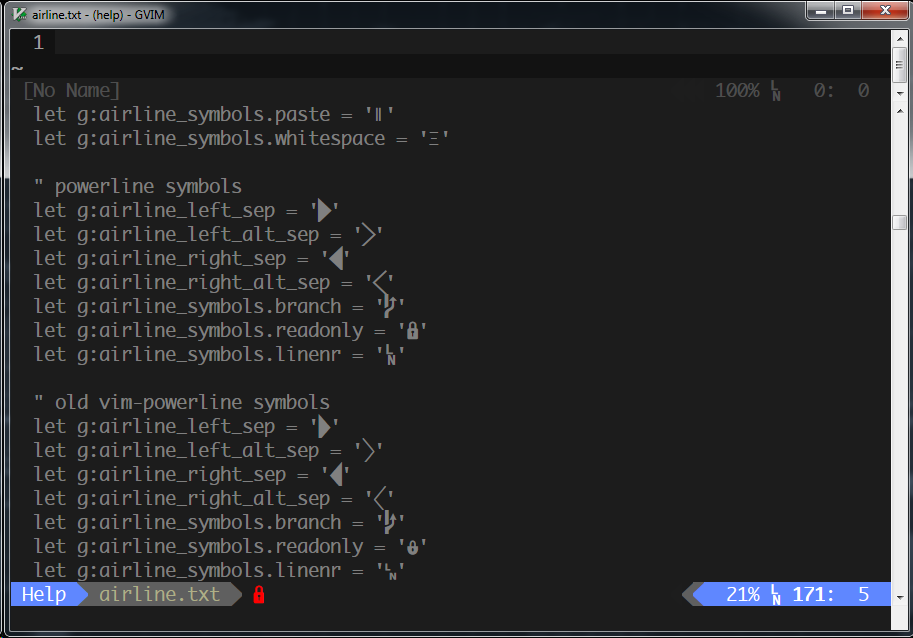 airline.txt - (help) - GVIM
1
~
[No Name] 100%  0: 0
let g:airline_symbols.paste = '∥'
let g:airline_symbols.whitespace = 'Ξ'
" powerline symbols
let g:airline_left_sep = ''
let g:airline_left_alt_sep = ''
let g:airline_right_sep = ''
let g:airline_right_alt_sep = ''
let g:airline_symbols.branch = ''
let g:airline_symbols.readonly = ''
let g:airline_symbols.linenr = ''
" old vim-powerline symbols
let g:airline_left_sep = '⮀'
let g:airline_left_alt_sep = '⮁'
let g:airline_right_sep = '⮂'
let g:airline_right_alt_sep = '⮃'
let g:airline_symbols.branch = '⭠'
let g:airline_symbols.readonly = '⭤'
let g:airline_symbols.linenr = '⭡'
Help airline.txt  21%  171: 5